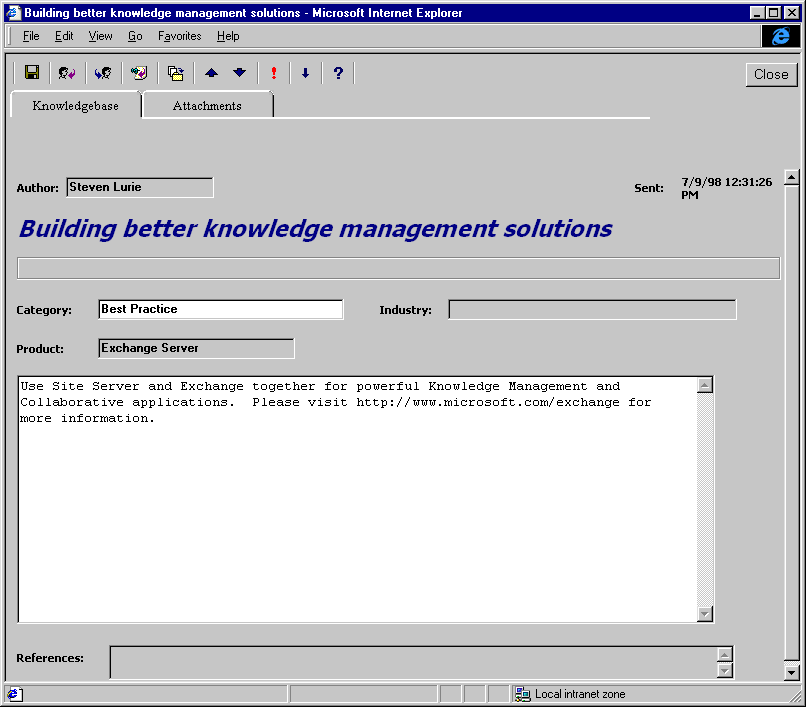 Building better knowledge management solutions - Microsoft Internet Explorer
File Edit View Go Favorites Help
Close
Knowledgebase Attachments
Author: Steven Lurie Sent: 7/9/98 12:31:26
PM
Building better knowledge management solutions
Category: Best Practice Industry:
Product: Exchange Server
Use Site Server and Exchange together for powerful Knowledge Management and
Collaborative applications.  Please visit http://www.microsoft.com/exchange for
more information.
References:
Local intranet zone